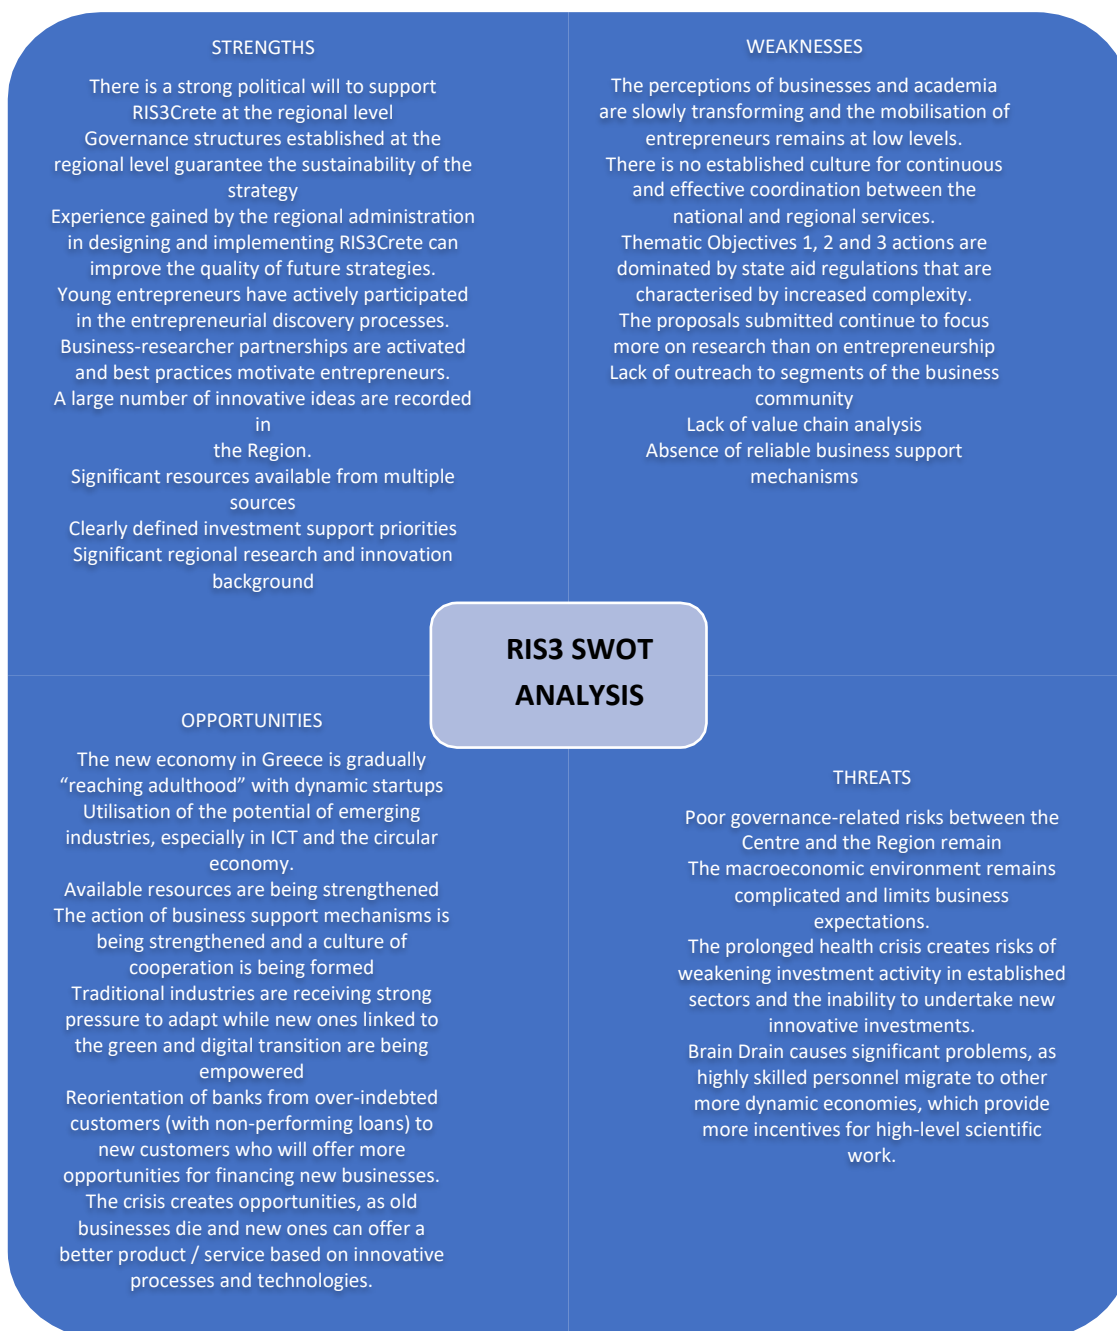 STRENGTHS
There is a strong political will to support
RIS3Crete at the regional level
Governance structures established at the
regional level guarantee the sustainability of the
strategy
Experience gained by the regional administration
in designing and implementing RIS3Crete can
improve the quality of future strategies.
Young entrepreneurs have actively participated
in the entrepreneurial discovery processes.
Business-researcher partnerships are activated
and best practices motivate entrepreneurs.
A large number of innovative ideas are recorded
in
the Region.
Significant resources available from multiple
sources
Clearly defined investment support priorities
Significant regional research and innovation
background
WEAKNESSES
The perceptions of businesses and academia
are slowly transforming and the mobilisation of
entrepreneurs remains at low levels.
There is no established culture for continuous
and effective coordination between the
national and regional services.
Thematic Objectives 1, 2 and 3 actions are
dominated by state aid regulations that are
characterised by increased complexity.
The proposals submitted continue to focus
more on research than on entrepreneurship
Lack of outreach to segments of the business
community
Lack of value chain analysis
Absence of reliable business support
mechanisms
RIS3 SWOT
ANALYSIS
OPPORTUNITIES
The new economy in Greece is gradually
“reaching adulthood” with dynamic startups
Utilisation of the potential of emerging
industries, especially in ICT and the circular
economy.
Available resources are being strengthened
The action of business support mechanisms is
being strengthened and a culture of
cooperation is being formed
Traditional industries are receiving strong
pressure to adapt while new ones linked to
the green and digital transition are being
empowered
Reorientation of banks from over-indebted
customers (with non-performing loans) to
new customers who will offer more
opportunities for financing new businesses.
The crisis creates opportunities, as old
businesses die and new ones can offer a
better product / service based on innovative
processes and technologies.
THREATS
Poor governance-related risks between the
Centre and the Region remain
The macroeconomic environment remains
complicated and limits business
expectations.
The prolonged health crisis creates risks of
weakening investment activity in established
sectors and the inability to undertake new
innovative investments.
Brain Drain causes significant problems, as
highly skilled personnel migrate to other
more dynamic economies, which provide
more incentives for high-level scientific
work.